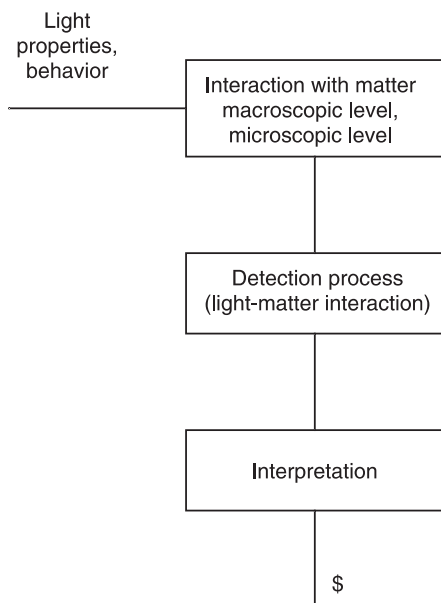 Light
properties,
behavior
Interaction with matter
macroscopic level,
microscopic level
Detection process
(light-matter interaction)
Interpretation
$